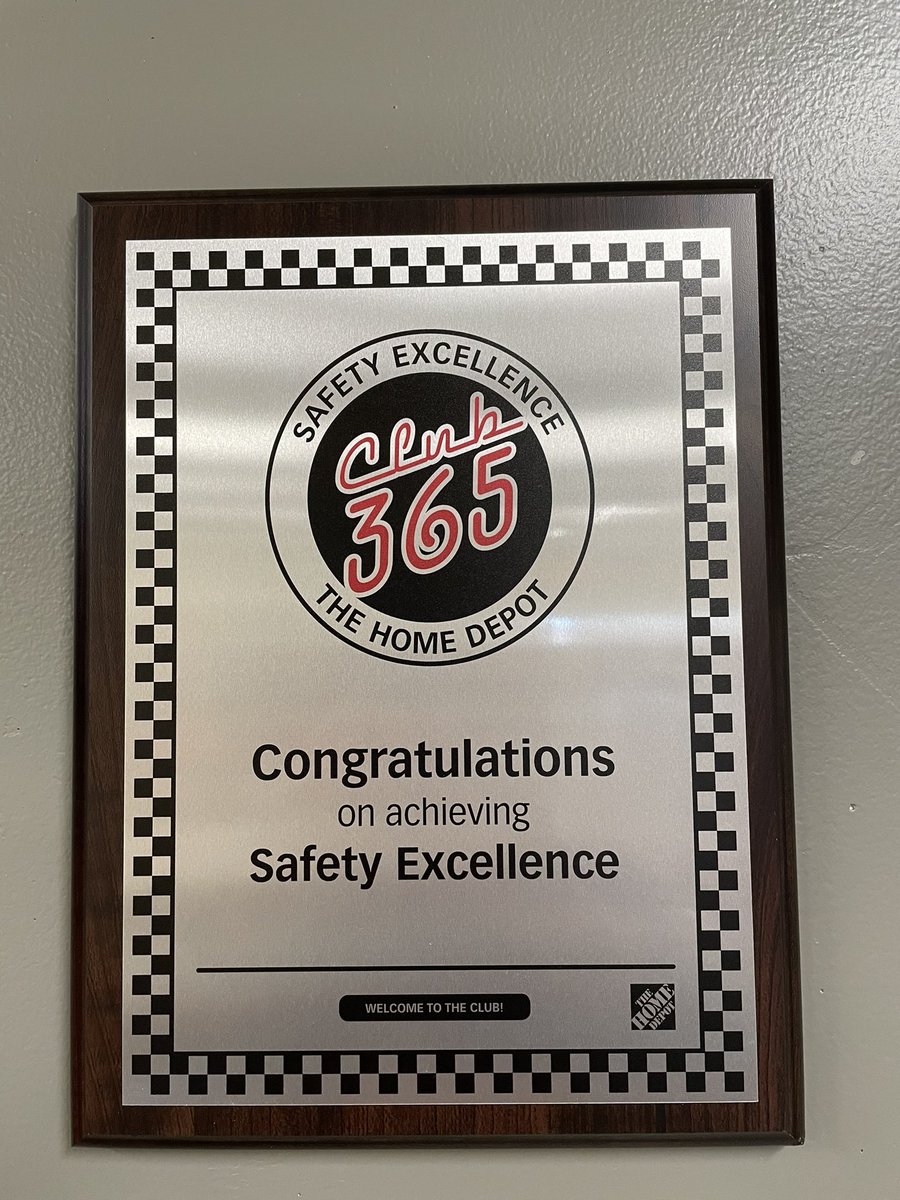 SAFETY EXCELLENCE
Club
365
THE HOME DEPOT
Congratulations
on achieving
Safety Excellence
WELCOME TO THE CLUB!
THE
HOME
DEPOT